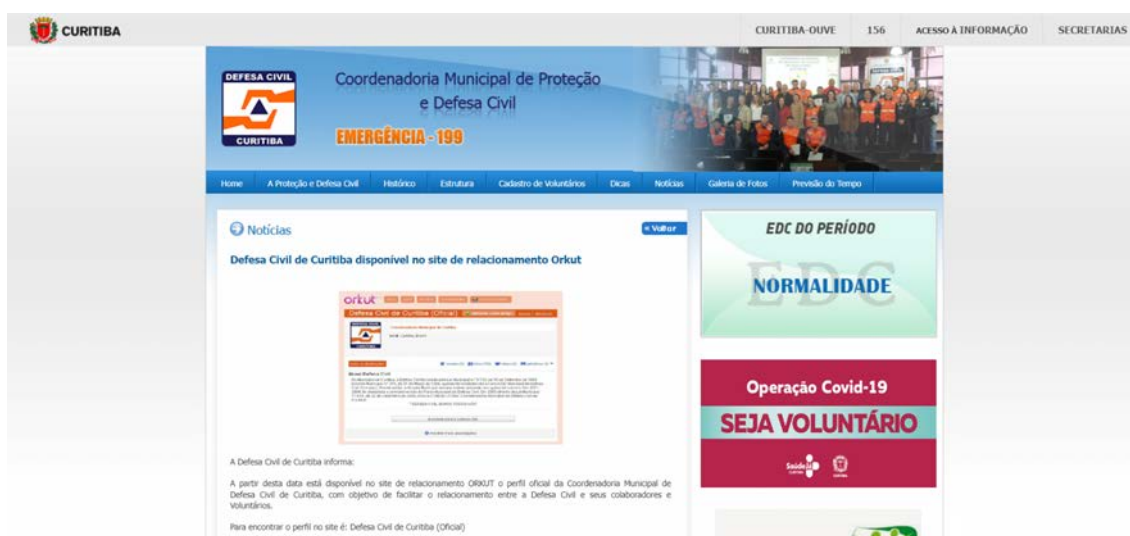 CURITIBA
CURITIBA-OUVE 156 ACESSO À INFORMAÇÃO SECRETARIAS
DEFESA CIVIL
CURITIBA
Coordenadoria Municipal de Proteção
e Defesa Civil
EMERGÊNCIA - 199
Home A Proteção e Defesa Civil Histórico Estrutura Cadastro de Voluntários Dicas Notícias Galeria de Fotos Previsão do Tempo
Notícias
« Voltar
Defesa Civil de Curitiba disponível no site de relacionamento Orkut
orkut
Defesa Civil de Curitiba (Oficial)
A Defesa Civil de Curitiba informa:
A partir desta data está disponível no site de relacionamento ORKUT o perfil oficial da Coordenadoria Municipal de
Defesa Civil de Curitiba, com objetivo de facilitar o relacionamento entre a Defesa Civil e seus colaboradores e
Voluntários.
Para encontrar o perfil no site é: Defesa Civil de Curitiba (Oficial)
EDC DO PERÍODO
EDC
NORMALIDADE
Operação Covid-19
SEJA VOLUNTÁRIO
Saúde já